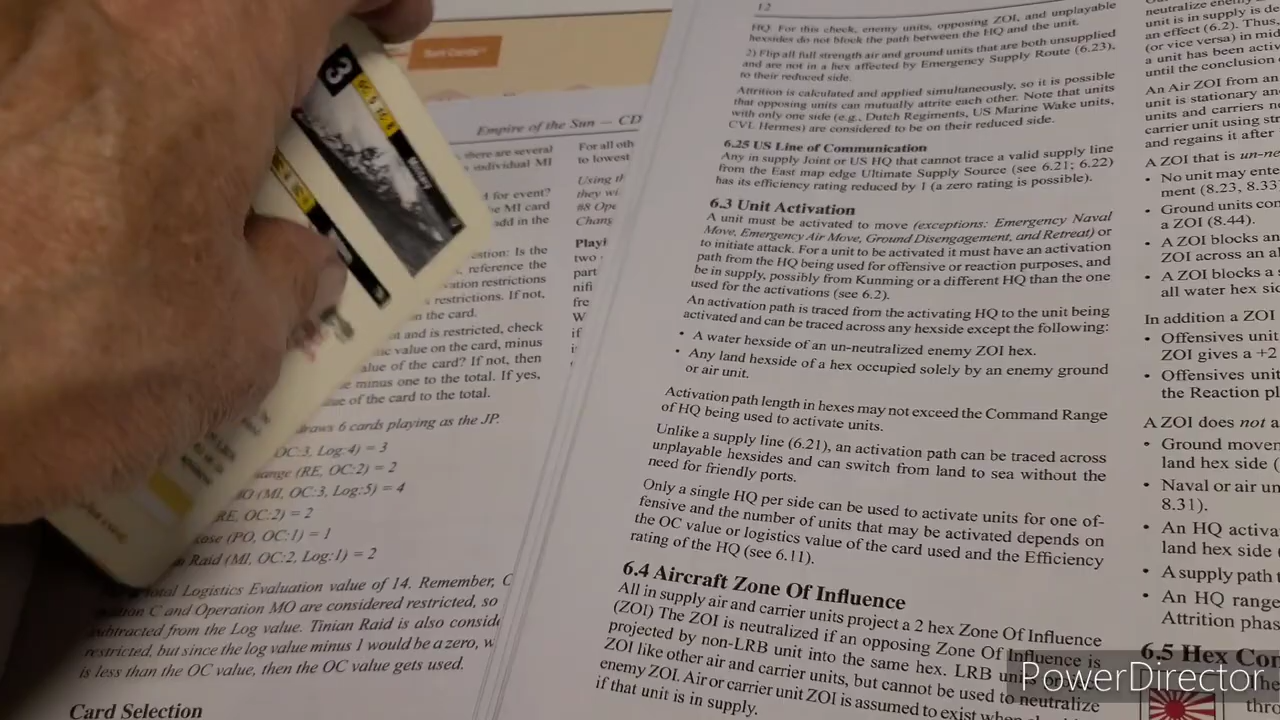 3
Empire of the Sun — CD
there are several
individual MI
d for event?
e MI card
add in the
stion: Is the
reference the
vation restrictions
restrictions. If not,
n the card.
nt and is restricted, check
value on the card, minus
alue of the card? If not, then
minus one to the total. If yes,
ue of the card to the total.
draws 6 cards playing as the JP.
OC:3, Log:4) = 3
(RE, OC:2) = 2
(MI, OC:3, Log:5) = 4
RE, OC:2) = 2
(PO, OC:1) = 1
Raid (MI, OC:2, Log:1) = 2
total Logistics Evaluation value of 14. Remember, C
C and Operation MO are considered restricted, so
subtracted from the Log value. Tinian Raid is also conside
restricted, but since the log value minus 1 would be a zero, w
is less than the OC value, then the OC value gets used.
Card Selection
For all oth
to lowest
Using th
they wi
#8 Ope
Chang
Playi
two
part
nifi
fre
W
if
12
HQ. For this check, enemy units, opposing ZOI, and unplayable
hexsides do not block the path between the HQ and the unit.
2) Flip all full strength air and ground units that are both unsupplied
and are not in a hex affected by Emergency Supply Route (6.23),
to their reduced side.
Attrition is calculated and applied simultaneously, so it is possible
that opposing units can mutually attrite each other. Note that units
with only one side (e.g., Dutch Regiments, US Marine Wake units,
CVL Hermes) are considered to be on their reduced side.
6.25 US Line of Communication
Any in supply Joint or US HQ that cannot trace a valid supply line
from the East map edge Ultimate Supply Source (see 6.21; 6.22)
has its efficiency rating reduced by 1 (a zero rating is possible).
6.3 Unit Activation
A unit must be activated to move (exceptions: Emergency Naval
Move, Emergency Air Move, Ground Disengagement, and Retreat) or
to initiate attack. For a unit to be activated it must have an activation
path from the HQ being used for offensive or reaction purposes, and
be in supply, possibly from Kunming or a different HQ than the one
used for the activations (see 6.2).
An activation path is traced from the activating HQ to the unit being
activated and can be traced across any hexside except the following:
• A water hexside of an un-neutralized enemy ZOI hex.
• Any land hexside of a hex occupied solely by an enemy ground
or air unit.
Activation path length in hexes may not exceed the Command Range
of HQ being used to activate units.
Unlike a supply line (6.21), an activation path can be traced across
unplayable hexsides and can switch from land to sea without the
need for friendly ports.
Only a single HQ per side can be used to activate units for one of-
fensive and the number of units that may be activated depends on
the OC value or logistics value of the card used and the Efficiency
rating of the HQ (see 6.11).
6.4 Aircraft Zone Of Influence
All in supply air and carrier units project a 2 hex Zone Of Influence
(ZOI) The ZOI is neutralized if an opposing Zone Of Influence is
projected by non-LRB unit into the same hex. LRB units
ZOI like other air and carrier units, but cannot be used to neutralize
enemy ZOI. Air or carrier unit ZOI is assumed to exist
if that unit is in supply.
neutralize enemy
unit is in supply is de
an effect (6.2). Thus,
(or vice versa) in mid
a unit has been activ
until the conclusion
An Air ZOI from an
unit is stationary an
units and carriers n
carrier unit using str
and regains it after
A ZOI that is un-ne
• No unit may ente
ment (8.23, 8.33
• Ground units con
ZOI (8.44).
• A ZOI blocks an
ZOI across an al
• A ZOI blocks a s
all water hex sid
In addition a ZOI
• Offensives unit
ZOI gives a +2
• Offensives unit
the Reaction pl
A ZOI does not a
• Ground movem
land hex side (
• Naval or air un
8.31).
• An HQ activa
land hex side
• A supply path
• An HQ range
Attrition phas
6.5 Hex Con
The
thro
PowerDirector